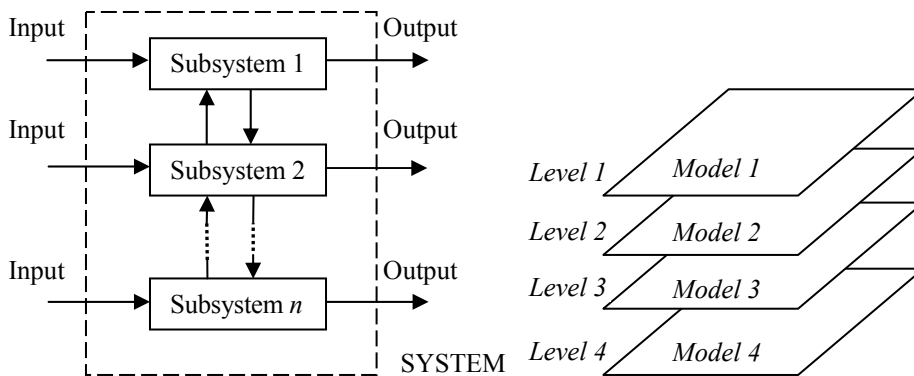 Input
Output
Subsystem 1
Input
Output
Subsystem 2
Input
Output
Subsystem n
SYSTEM
Level 1
Model 1
Level 2
Model 2
Level 3
Model 3
Level 4
Model 4